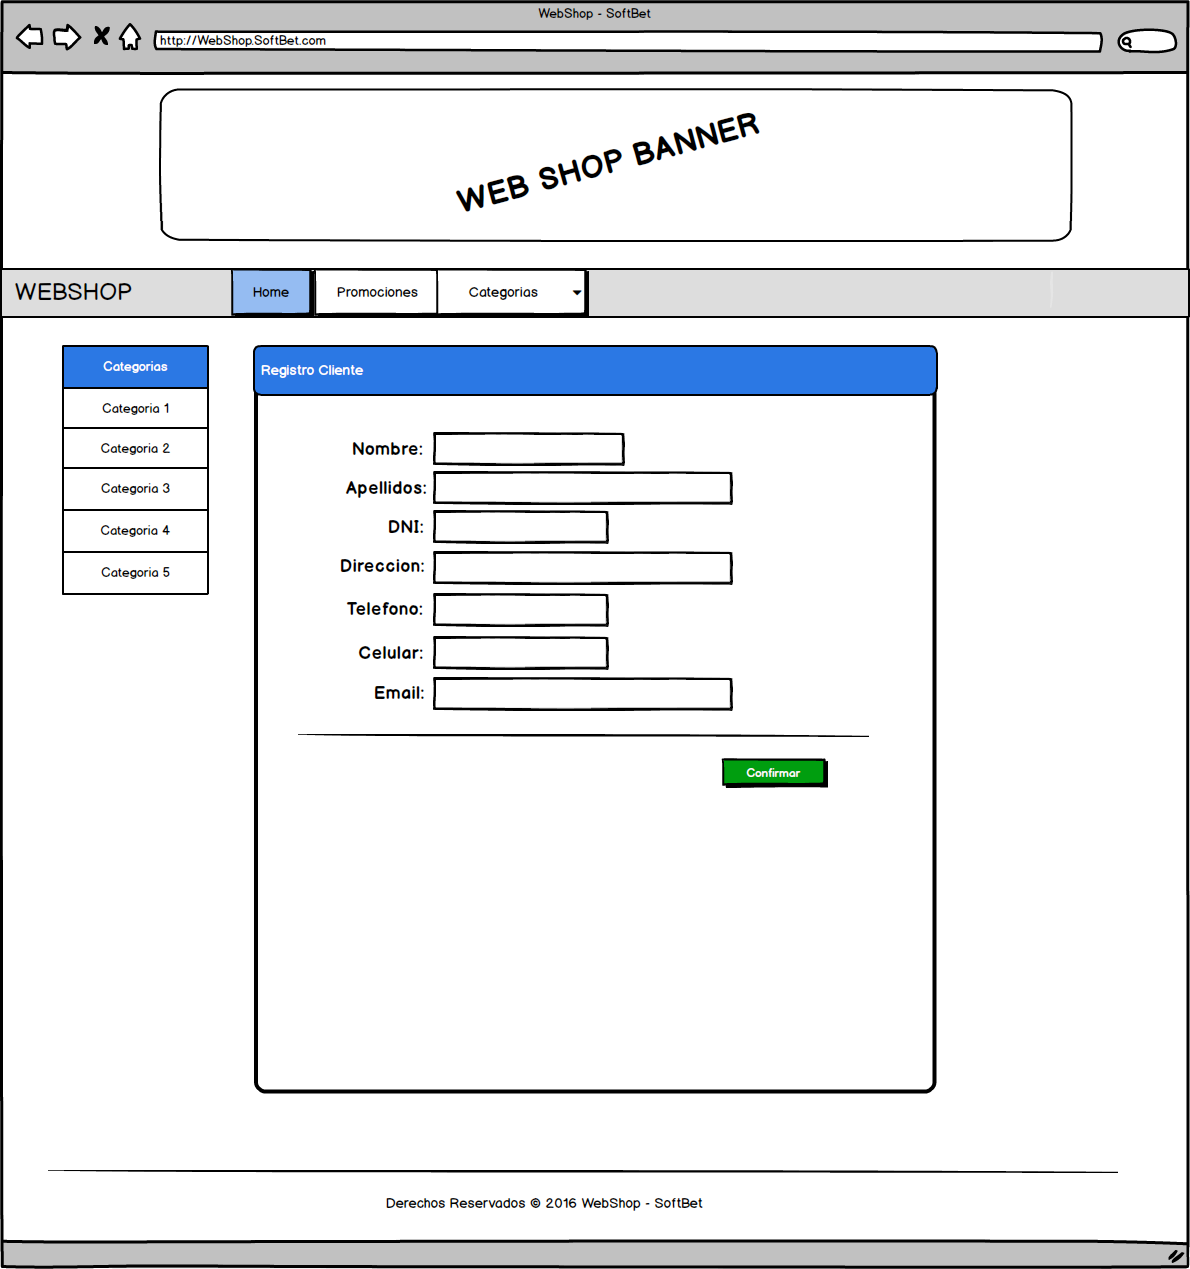 WebShop - SoftBet
http://WebShop.SoftBet.com
WEB SHOP BANNER
WEBSHOP
Home
Promociones
Categorias
Categorias
Categoria 1
Categoria 2
Categoria 3
Categoria 4
Categoria 5
Registro Cliente
Nombre:
Apellidos:
DNI:
Direccion:
Telefono:
Celular:
Email:
Confirmar
Derechos Reservados © 2016 WebShop - SoftBet